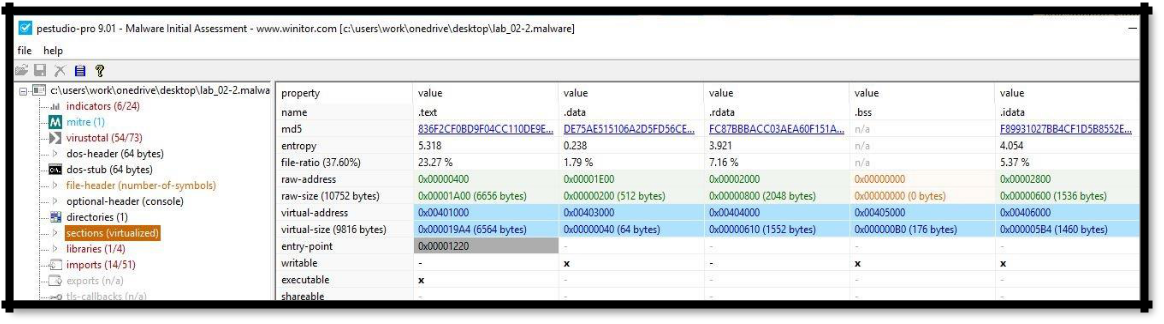 pestudio-pro 9.01 - Malware Initial Assessment - www.winitor.com [c:\users\work\onedrive\desktop\lab_02-2.malware]
file help
c:\users\work\onedrive\desktop\lab_02-2.malwa
indicators (6/24)
mitre (1)
virustotal (54/73)
dos-header (64 bytes)
dos-stub (64 bytes)
file-header (number-of-symbols)
optional-header (console)
directories (1)
sections (virtualized)
libraries (1/4)
imports (14/51)
exports (n/a)
tls-callbacks (n/a)
property value value value value value
name .text .data .rdata .bss .idata
md5 836F2CF0BD9F04CC110DE9E... DE75AE515106A2D5FD56CE... FC87BBBACC03AEA60F151A... n/a F89931027BB4CF1D5B8552E...
entropy 5.318 0.238 3.921 n/a 4.054
file-ratio (37.60%) 23.27 % 1.79 % 7.16 % n/a 5.37 %
raw-address 0x00000400 0x00001E00 0x00002000 0x00000000 0x00002800
raw-size (10752 bytes) 0x00001A00 (6656 bytes) 0x00000200 (512 bytes) 0x00000800 (2048 bytes) 0x00000000 (0 bytes) 0x00000600 (1536 bytes)
virtual-address 0x00401000 0x00403000 0x00404000 0x00405000 0x00406000
virtual-size (9816 bytes) 0x000019A4 (6564 bytes) 0x00000040 (64 bytes) 0x00000610 (1552 bytes) 0x000000B0 (176 bytes) 0x000005B4 (1460 bytes)
entry-point 0x00001220 - - - -
writable - x - x x
executable x - - - -
shareable - - - - -